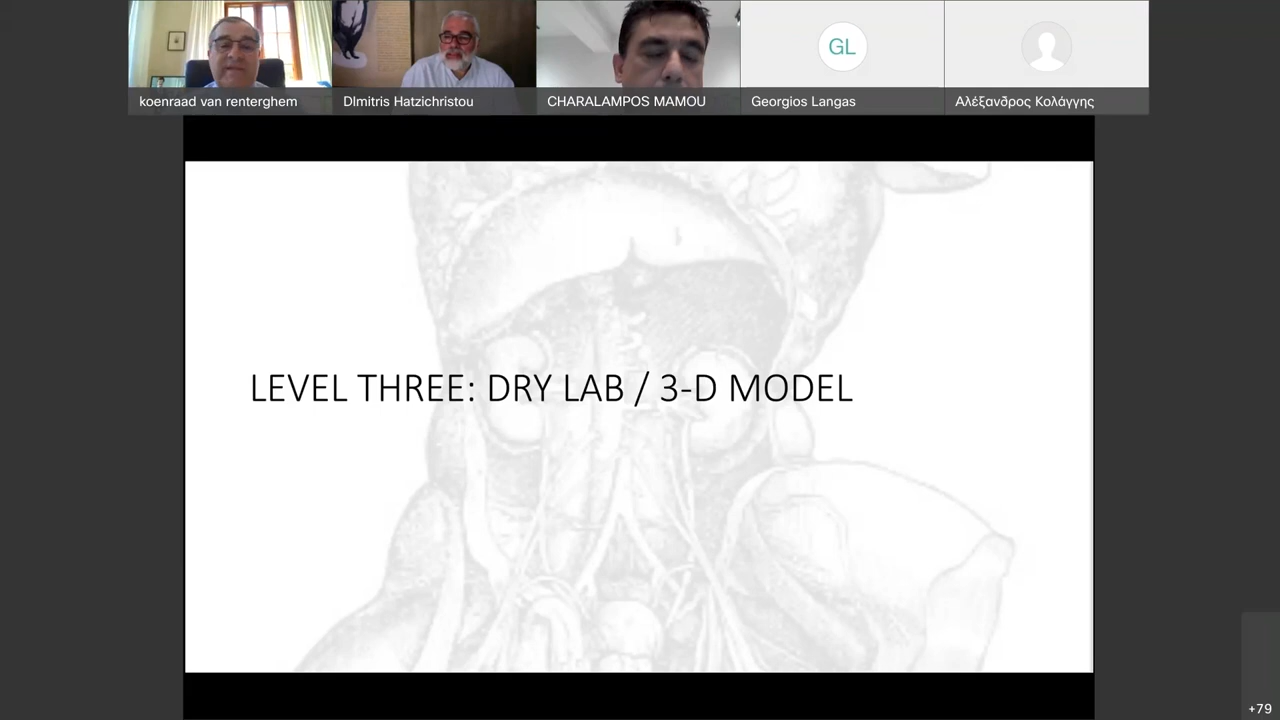 koenraad van renterghem
DImitris Hatzichristou
CHARALAMPOS MAMOU
GL
Georgios Langas
Αλέξανδρος Κολάγγης
LEVEL THREE: DRY LAB / 3-D MODEL
+79